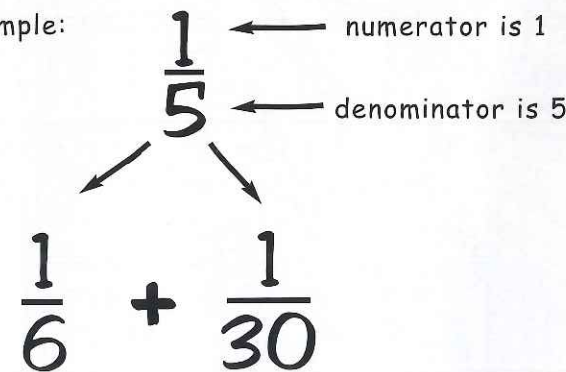 mple:
1 numerator is 1
5 denominator is 5
1 + 1
6 30